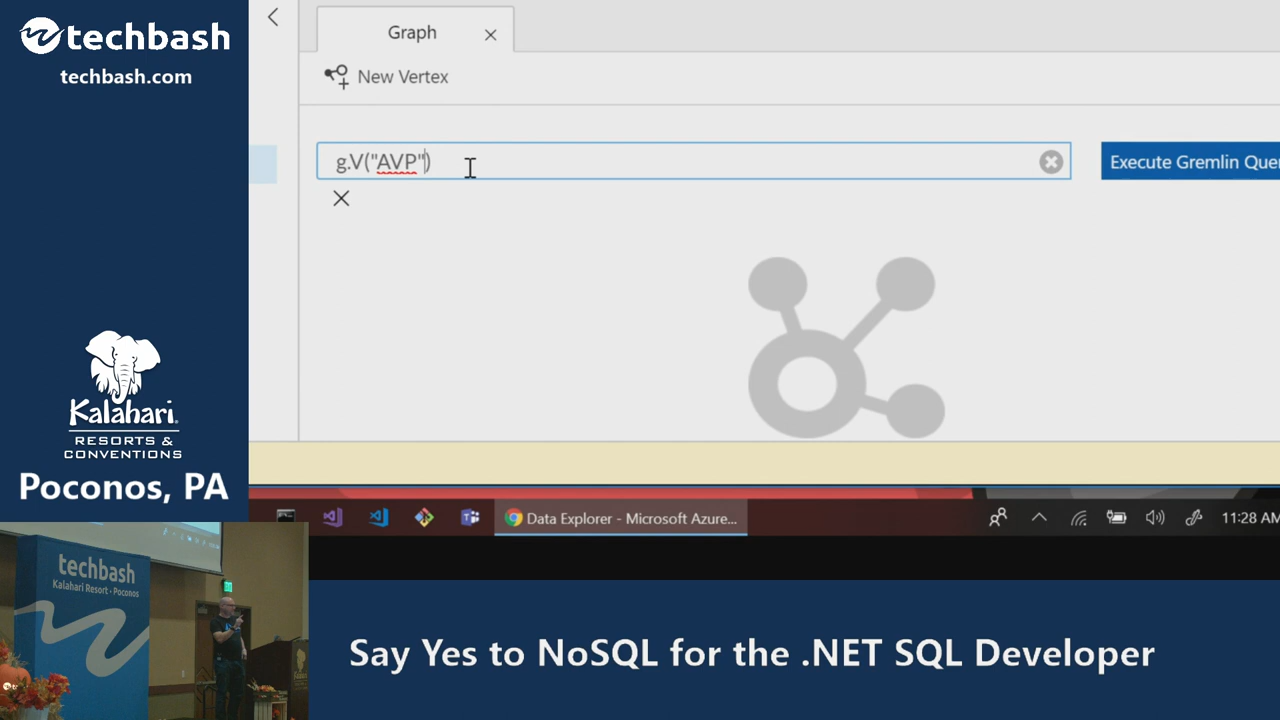 techbash
techbash.com
Kalahari®
RESORTS &
CONVENTIONS
Poconos, PA
Graph
New Vertex
g.V("AVP")
Execute Gremlin Que
Data Explorer - Microsoft Azure...
11:28 AM
techbash
Kalahari Resort · Poconos
Say Yes to NoSQL for the .NET SQL Developer